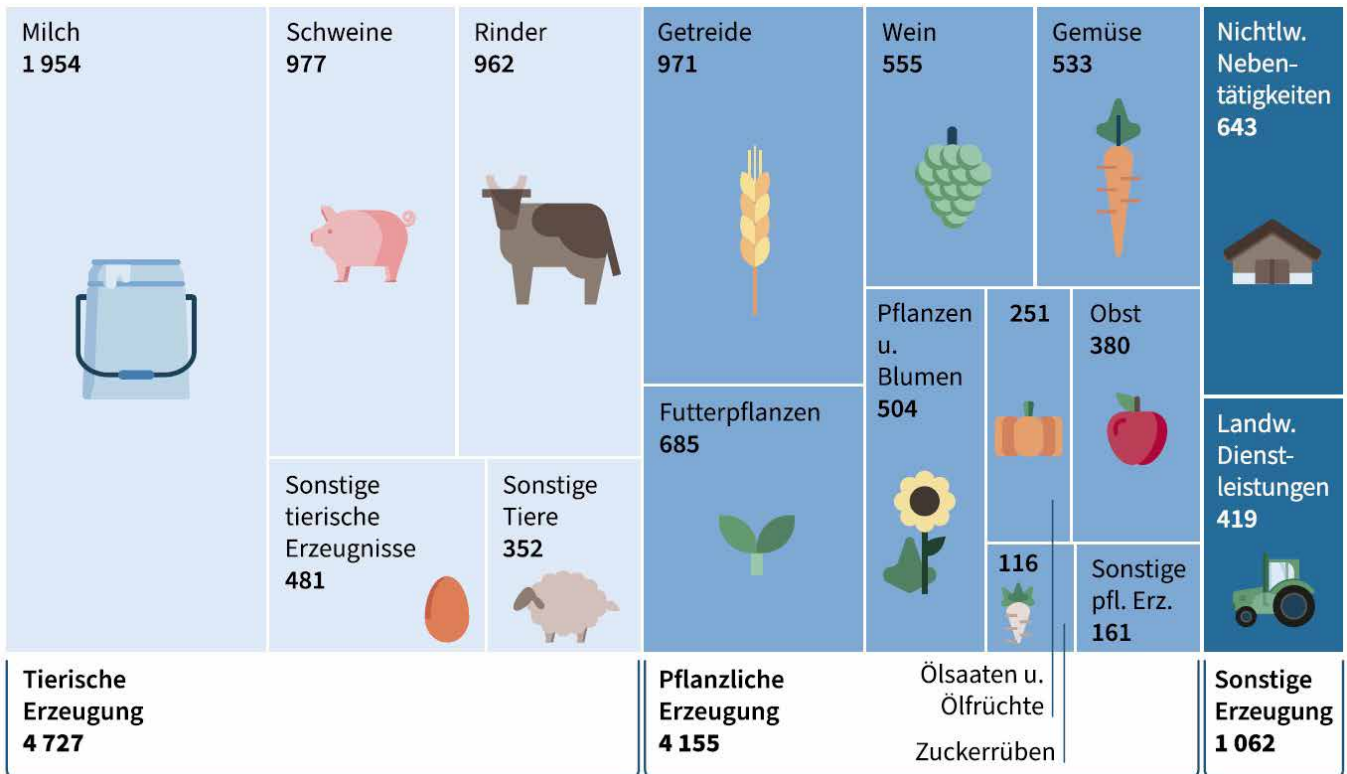 Milch
1 954
Schweine
977
Rinder
962
Getreide
971
Wein
555
Gemüse
533
Nichtlw.
Neben-
tätigkeiten
643
Pflanzen
u.
Blumen
504
251
Obst
380
Futterpflanzen
685
Landw.
Dienst-
leistungen
419
Sonstige
tierische
Erzeugnisse
481
Sonstige
Tiere
352
116
Sonstige
pfl. Erz.
161
Tierische
Erzeugung
4 727
Pflanzliche
Erzeugung
4 155
Ölsaaten u.
Ölfrüchte
Zuckerrüben
Sonstige
Erzeugung
1 062